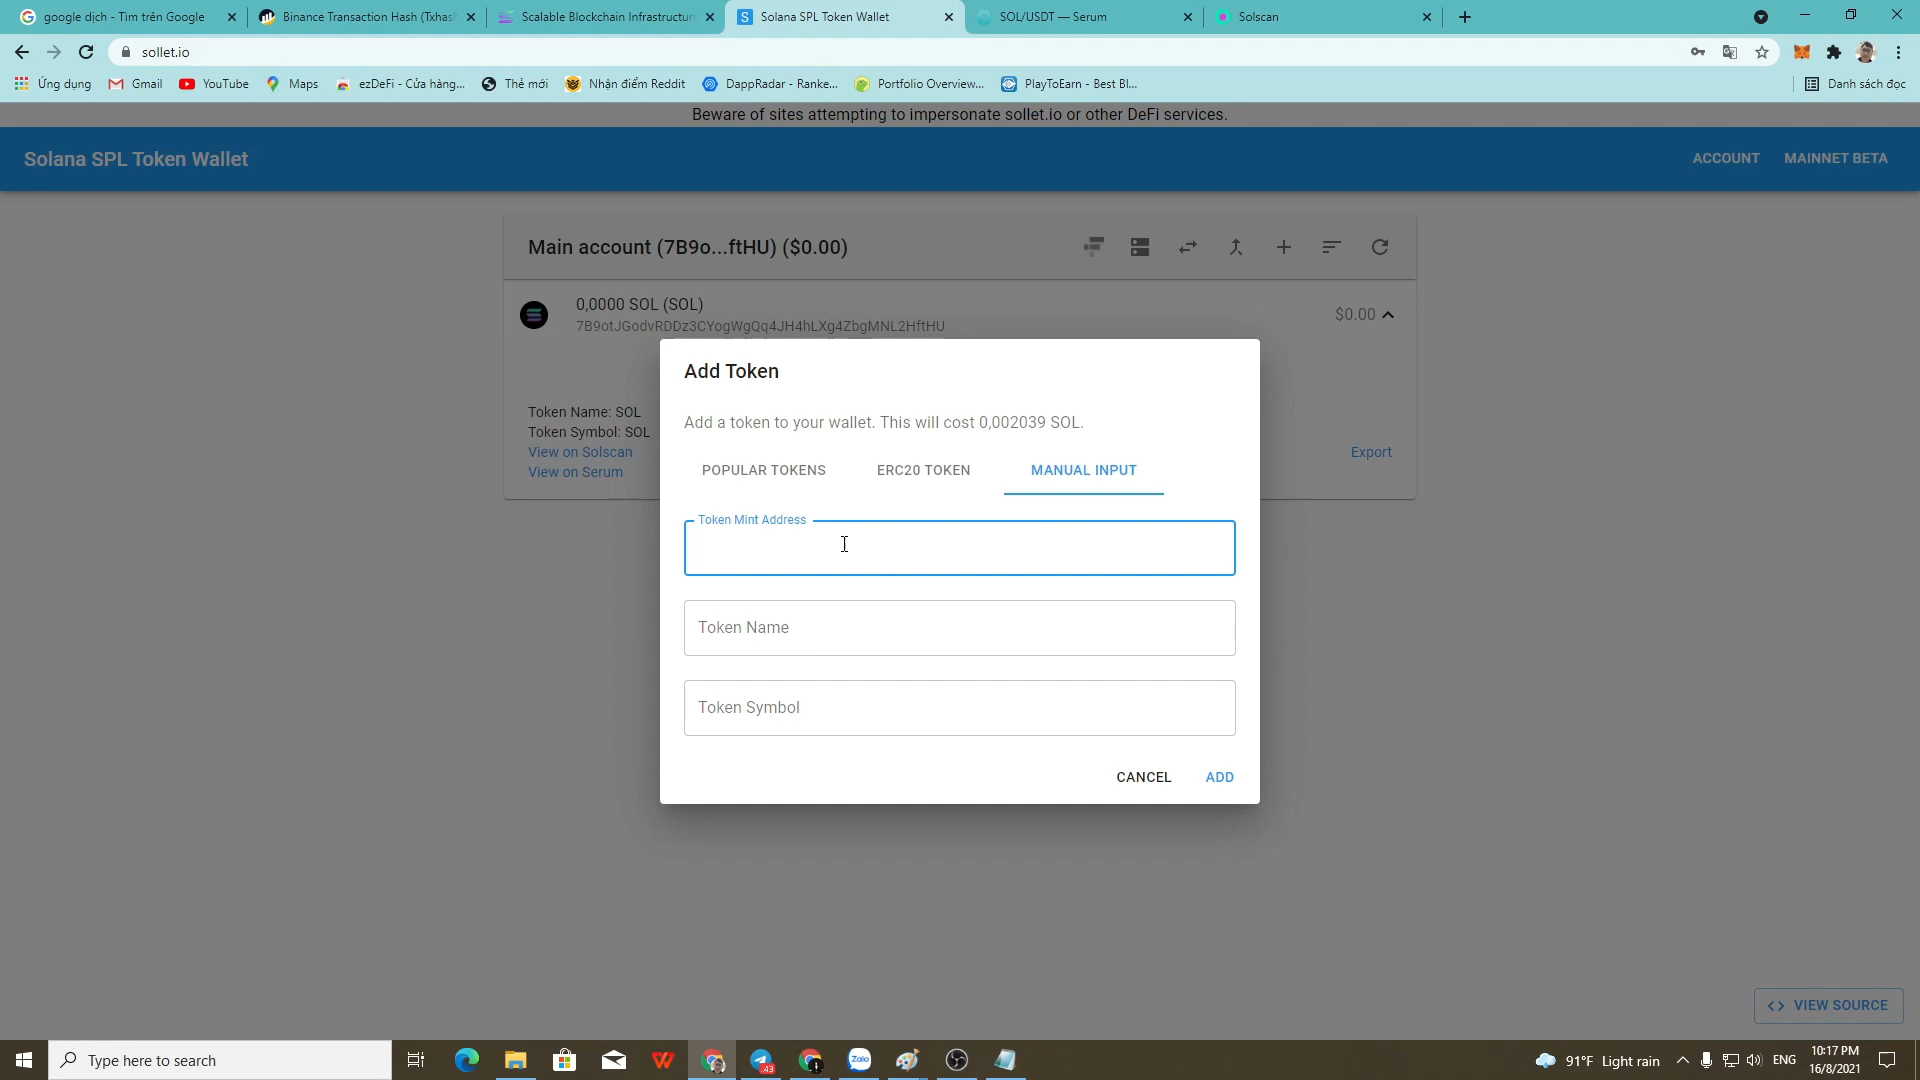 google dịch - Tìm trên Google
Binance Transaction Hash (Txhash
Scalable Blockchain Infrastructure
Solana SPL Token Wallet
SOL/USDT — Serum
Solscan
sollet.io
Ứng dụng
Gmail
YouTube
Maps
ezDeFi - Cửa hàng...
Thẻ mới
Nhận điểm Reddit
DappRadar - Ranke...
Portfolio Overview...
PlayToEarn - Best Bl...
Danh sách đọc
Beware of sites attempting to impersonate sollet.io or other DeFi services.
Solana SPL Token Wallet
ACCOUNT
MAINNET BETA
Main account (7B9o...ftHU) ($0.00)
0,0000 SOL (SOL)
7B9otJGodvRDDz3CYogWgQq4JH4hLXg4ZbgMNL2HftHU
$0.00
Token Name: SOL
Token Symbol: SOL
View on Solscan
View on Serum
Export
Add Token
Add a token to your wallet. This will cost 0,002039 SOL.
POPULAR TOKENS
ERC20 TOKEN
MANUAL INPUT
Token Mint Address
Token Name
Token Symbol
CANCEL
ADD
VIEW SOURCE
Type here to search
43
Zalo
91°F Light rain
ENG
10:17 PM
16/8/2021